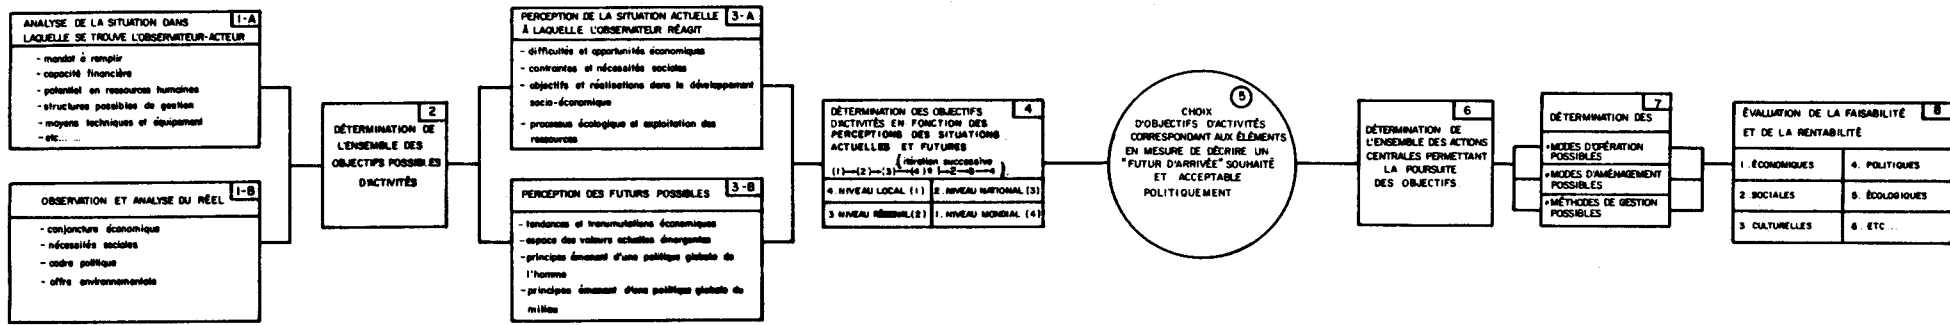 1-A
ANALYSE DE LA SITUATION DANS
LAQUELLE SE TROUVE L'OBSERVATEUR-ACTEUR
- mandat à remplir
- capacité financière
- potentiel en ressources humaines
- structures possibles de gestion
- moyens techniques et équipement
- etc......
1-B
OBSERVATION ET ANALYSE DU RÉEL
- conjoncture économique
- nécessités sociales
- cadre politique
- offre environnementale
2
DÉTERMINATION DE
L'ENSEMBLE DES
OBJECTIFS POSSIBLES
D'ACTIVITÉS
3-A
PERCEPTION DE LA SITUATION ACTUELLE
À LAQUELLE L'OBSERVATEUR RÉAGIT
- difficultés et opportunités économiques
- contraintes et nécessités sociales
- objectifs et réalisations dans le développement
socio-économique
- processus écologique et exploitation des
ressources
3-B
PERCEPTION DES FUTURS POSSIBLES
- tendances et transmutations économiques
- espace des valeurs actuelles émergentes
- principes émanant d'une politique globale de
l'homme
- principes émanant d'une politique globale du
milieu
4
DÉTERMINATION DES OBJECTIFS
D'ACTIVITÉS EN FONCTION DES
PERCEPTIONS DES SITUATIONS
ACTUELLES ET FUTURES
(itération successive
4. NIVEAU LOCAL (1)
2. NIVEAU NATIONAL (3)
3 NIVEAU RÉGIONAL(2)
1. NIVEAU MONDIAL (4)
5
CHOIX
D'OBJECTIFS D'ACTIVITÉS
CORRESPONDANT AUX ÉLÉMENTS
EN MESURE DE DÉCRIRE UN
"FUTUR D'ARRIVÉE" SOUHAITÉ
ET ACCEPTABLE
POLITIQUEMENT
6
DÉTERMINATION DE
L'ENSEMBLE DES ACTIONS
CENTRALES PERMETTANT
LA POURSUITE
DES OBJECTIFS.
7
DÉTERMINATION DES
•MODES D'OPÉRATION
POSSIBLES
•MODES D'AMÉNAGEMENT
POSSIBLES
•MÉTHODES DE GESTION
POSSIBLES
8
ÉVALUATION DE LA FAISABILITÉ
ET DE LA RENTABILITÉ
1. ÉCONOMIQUES
4. POLITIQUES
2. SOCIALES
5. ÉCOLOGIQUES
3 CULTURELLES
6. ETC...